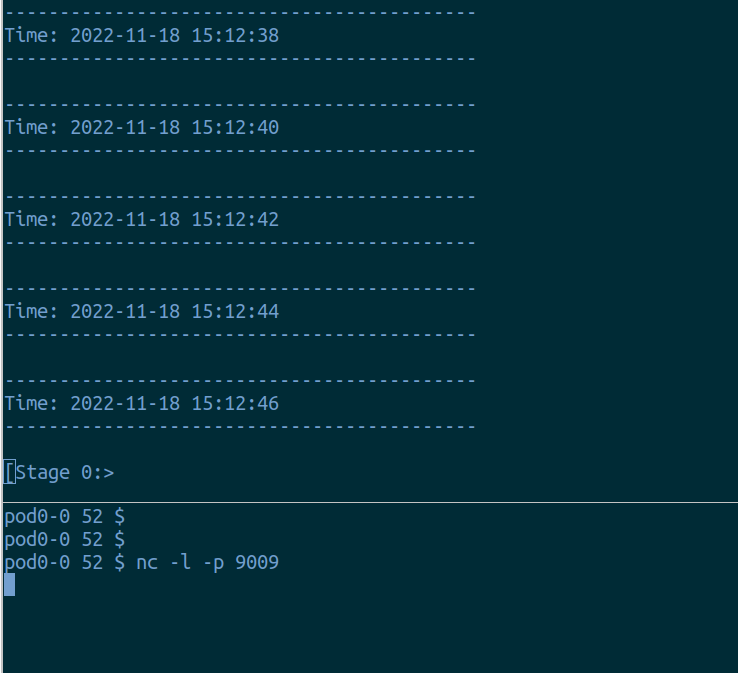 -------------------------------------------
Time: 2022-11-18 15:12:38
-------------------------------------------
-------------------------------------------
Time: 2022-11-18 15:12:40
-------------------------------------------
-------------------------------------------
Time: 2022-11-18 15:12:42
-------------------------------------------
-------------------------------------------
Time: 2022-11-18 15:12:44
-------------------------------------------
-------------------------------------------
Time: 2022-11-18 15:12:46
-------------------------------------------
[Stage 0:>
pod0-0 52 $
pod0-0 52 $
pod0-0 52 $ nc -l -p 9009